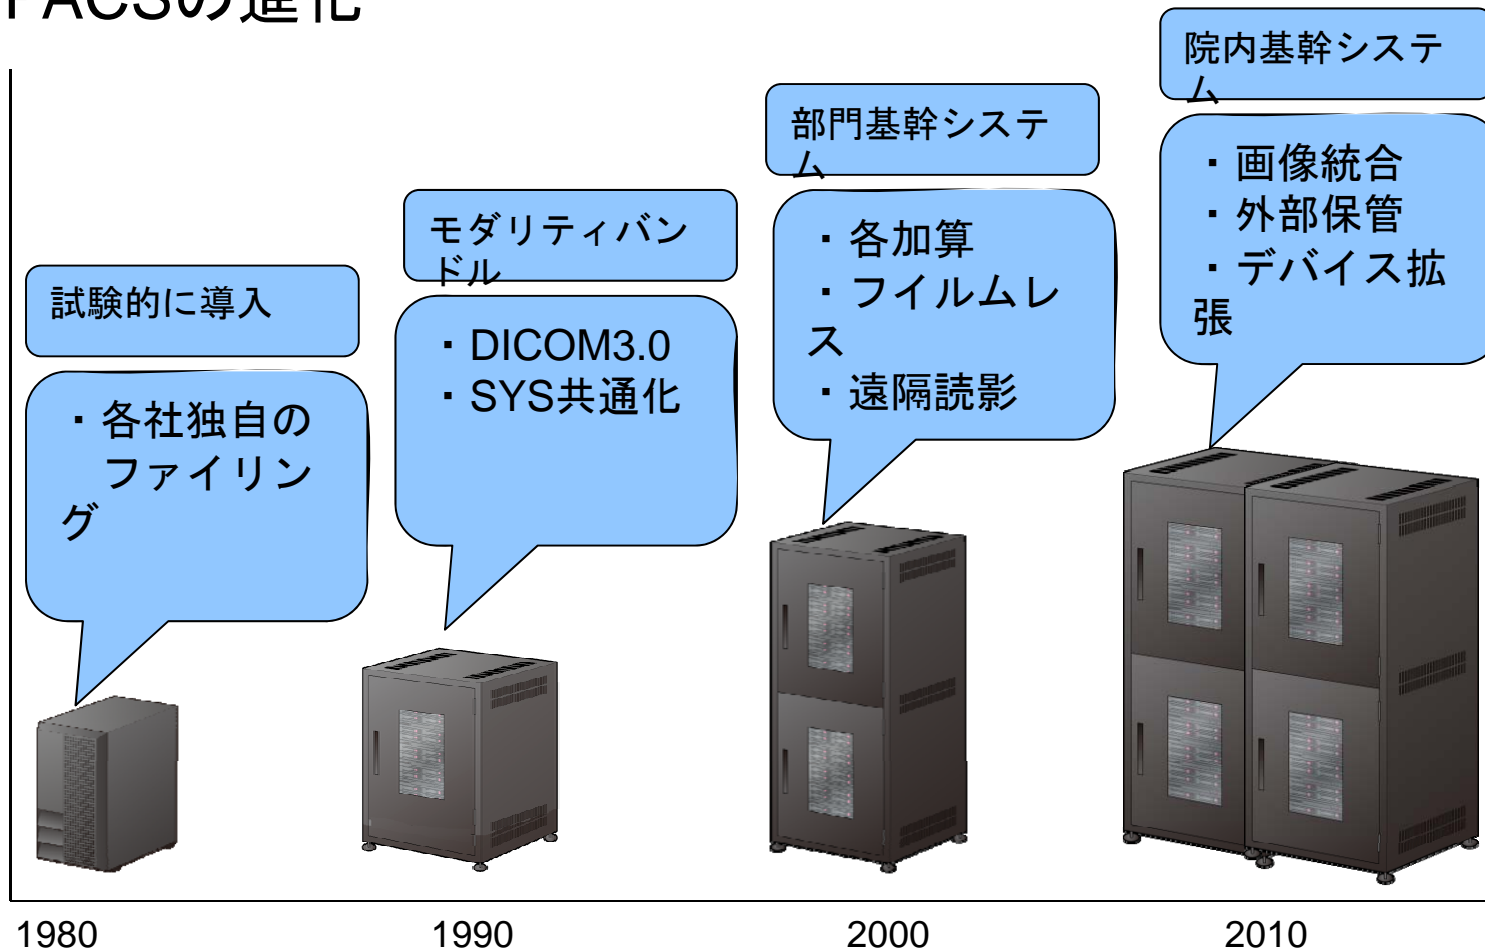 PACSの進化
院内基幹システ
ム
・画像統合
・外部保管
・デバイス拡
張
部門基幹システ
ム
・各加算
・フイルムレ
ス
・遠隔読影
モダリティバン
ドル
・DICOM3.0
・SYS共通化
試験的に導入
・各社独自の
ファイリン
グ
1980
1990
2000
2010